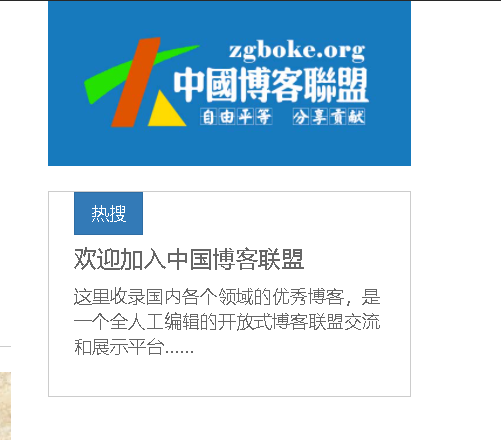 zgboke.org
中國博客聯盟
自由平等 分享貢献
热搜
欢迎加入中国博客联盟
这里收录国内各个领域的优秀博客，是
一个全人工编辑的开放式博客联盟交流
和展示平台......